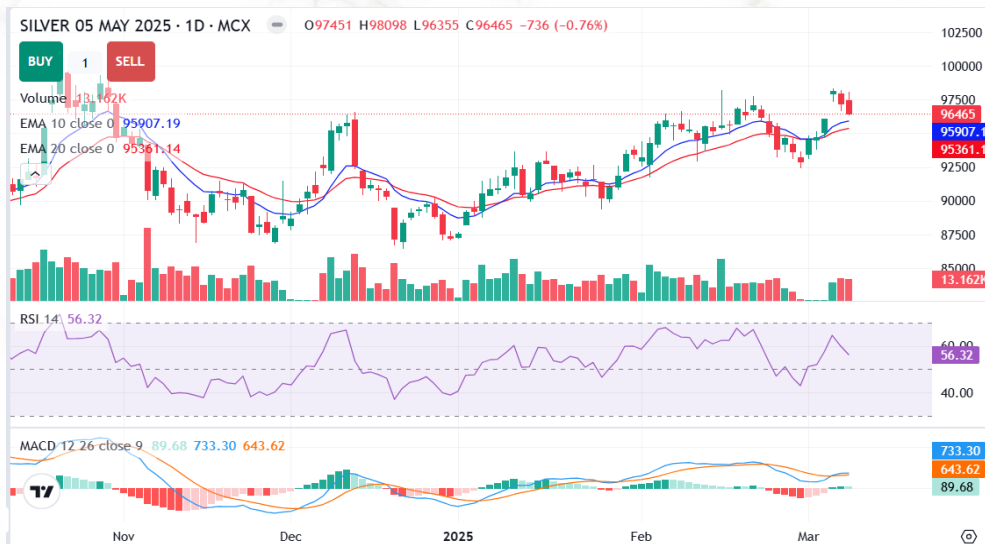 SILVER 05 MAY 2025 · 1D · MCX O97451 H98098 L96355 C96465 −736 (−0.76%)
BUY 1 SELL
Volume 13.162K
EMA 10 close 0 95907.19
EMA 20 close 0 95361.14
102500
100000
97500
96465
95907.1
95361.1
92500
90000
87500
85000
13.162K
RSI 14 56.32
60.00
56.32
40.00
MACD 12 26 close 9 89.68 733.30 643.62
733.30
643.62
89.68
Nov Dec 2025 Feb Mar